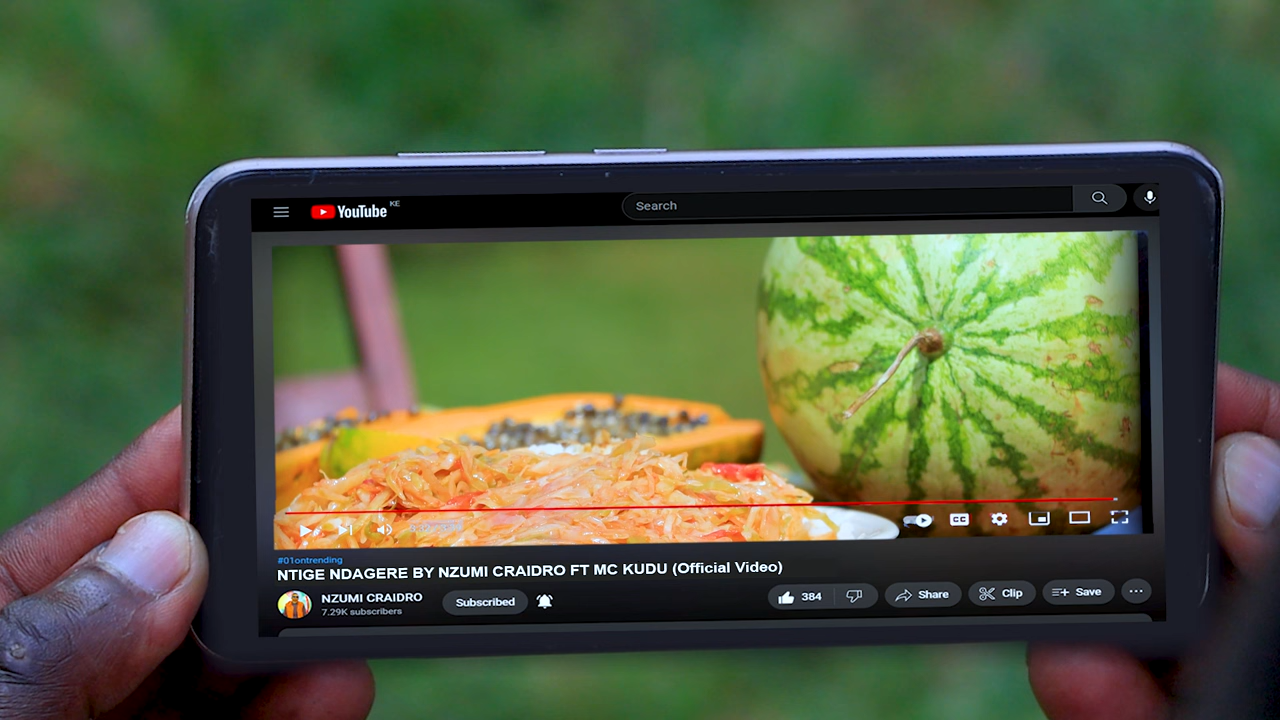 YouTube KE
Search
CC
#01ontrending
NTIGE NDAGERE BY NZUMI CRAIDRO FT MC KUDU (Official Video)
NZUMI CRAIDRO
7.29K subscribers
Subscribed
384
Share
Clip
Save